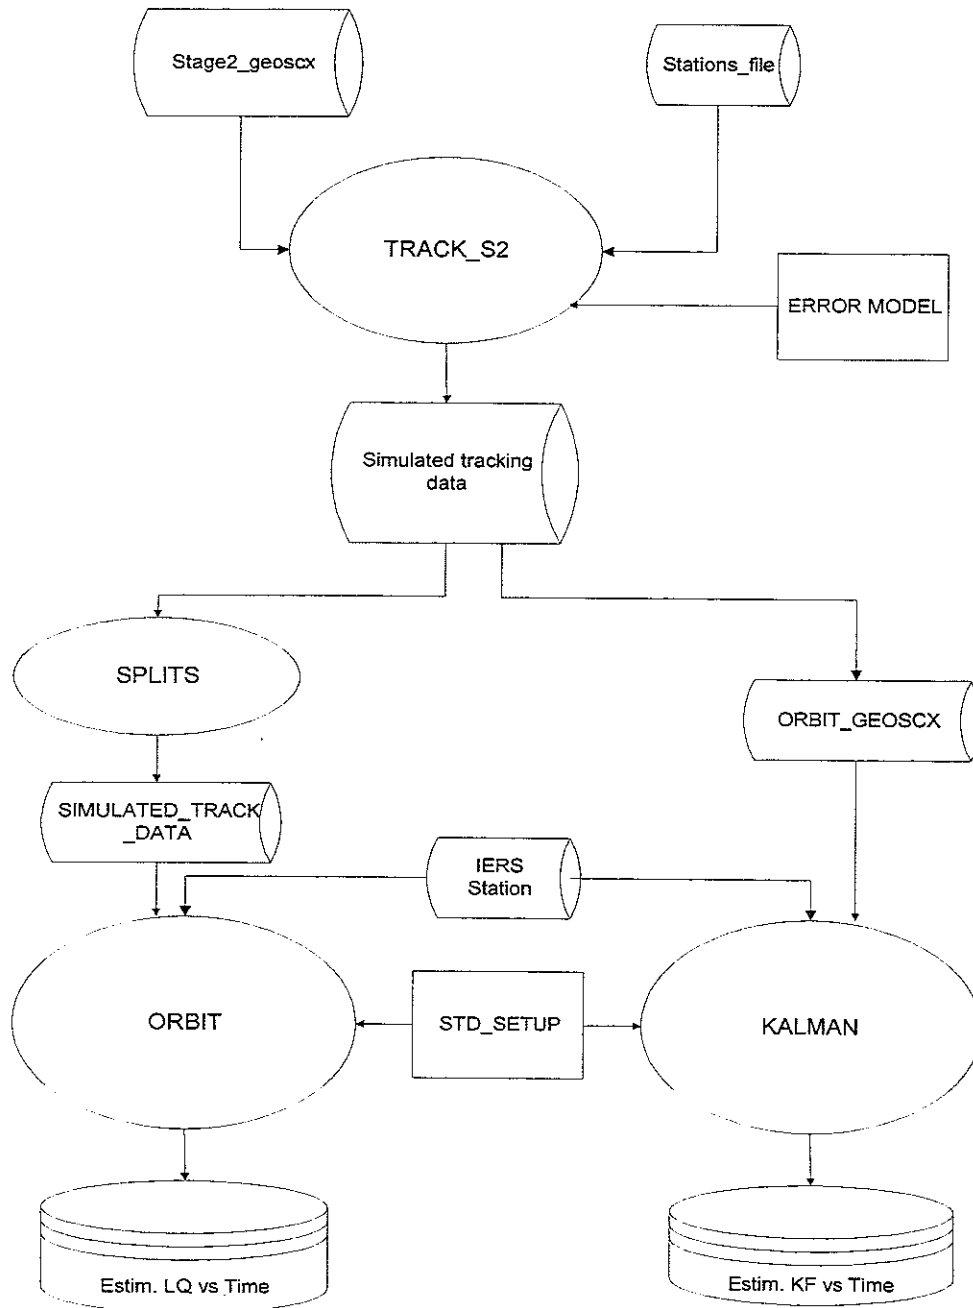 Stage2_geoscx
Stations_file
TRACK_S2
ERROR MODEL
Simulated tracking
data
SPLITS
ORBIT_GEOSCX
SIMULATED_TRACK
_DATA
IERS
Station
ORBIT
STD_SETUP
KALMAN
Estim. LQ vs Time
Estim. KF vs Time